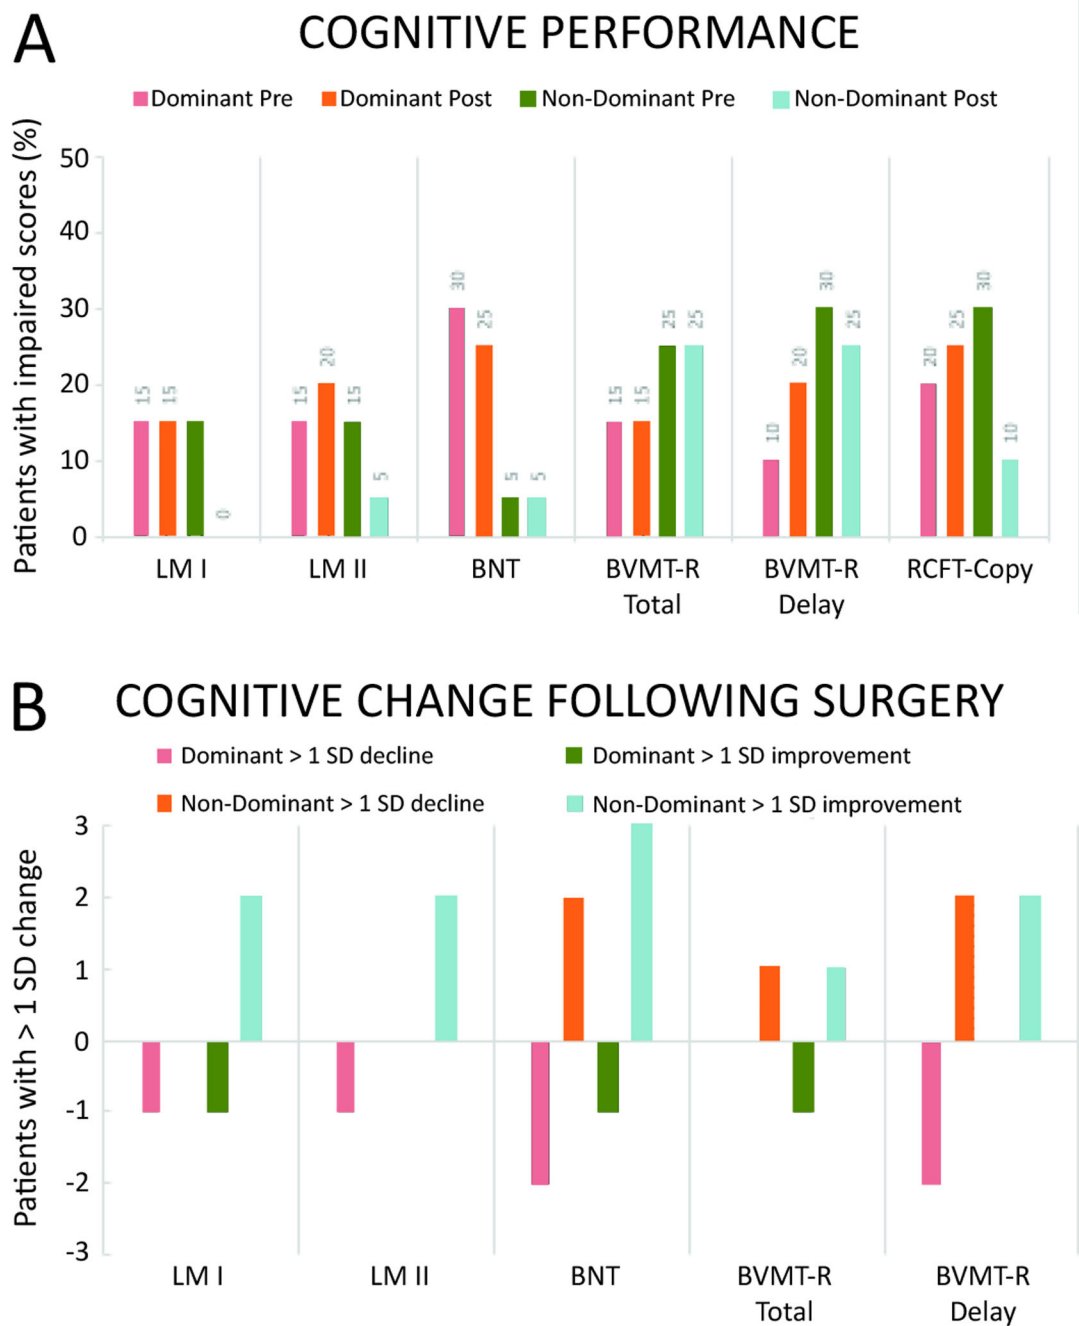 A
COGNITIVE PERFORMANCE
Dominant Pre Dominant Post Non-Dominant Pre Non-Dominant Post
Patients with impaired scores (%)
50
40
30
20
10
0
15 15 0
15 20 15 5
30 25 5 5
15 15 25 25
10 20 30 25
20 25 30 10
LM I LM II BNT BVMT-R BVMT-R RCFT-Copy
Total Delay
B
COGNITIVE CHANGE FOLLOWING SURGERY
Dominant > 1 SD decline Dominant > 1 SD improvement
Non-Dominant > 1 SD decline Non-Dominant > 1 SD improvement
Patients with > 1 SD change
3
2
1
0
-1
-2
-3
LM I LM II BNT BVMT-R BVMT-R
Total Delay